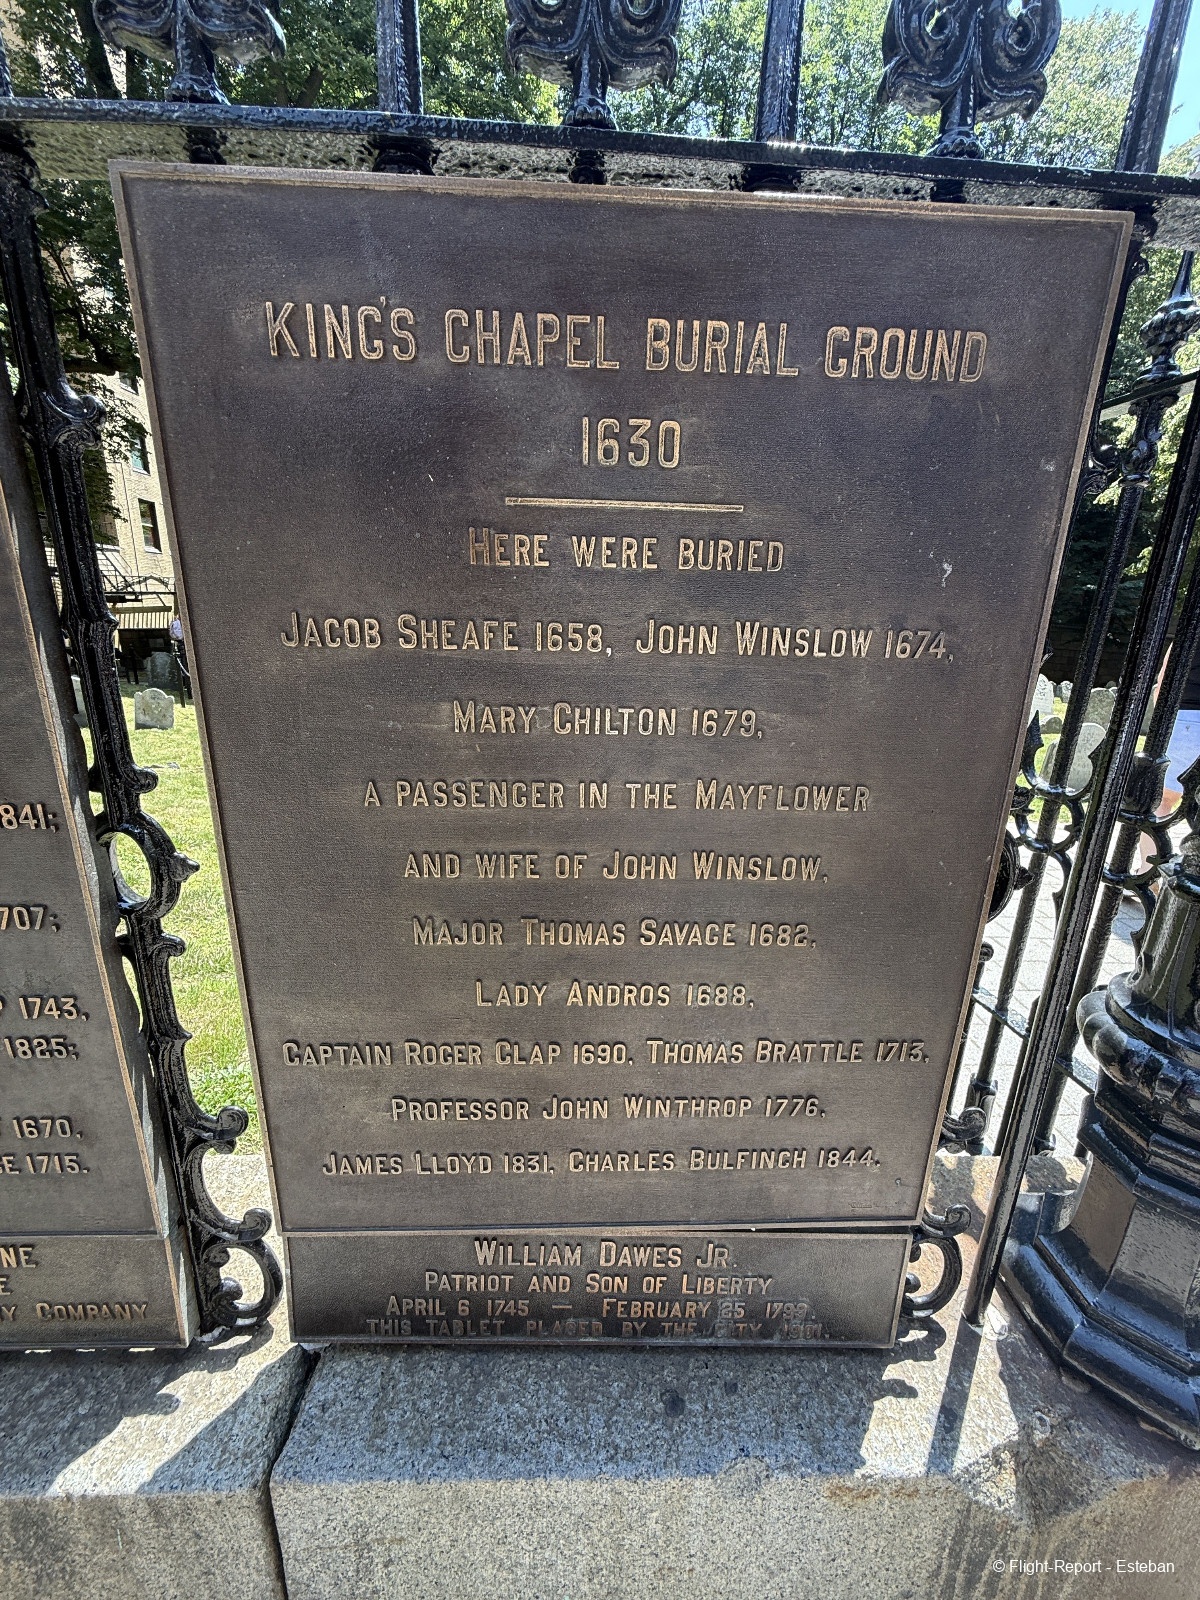 KING'S CHAPEL BURIAL GROUND
1630
HERE WERE BURIED
JACOB SHEAFE 1658, JOHN WINSLOW 1674,
MARY CHILTON 1679,
A PASSENGER IN THE MAYFLOWER
AND WIFE OF JOHN WINSLOW,
MAJOR THOMAS SAVAGE 1682,
LADY ANDROS 1688,
CAPTAIN ROGER CLAP 1690, THOMAS BRATTLE 1713,
PROFESSOR JOHN WINTHROP 1776,
JAMES LLOYD 1831, CHARLES BULFINCH 1844.
WILLIAM DAWES JR.
PATRIOT AND SON OF LIBERTY
APRIL 6 1745 — FEBRUARY 25 1799.
THIS TABLET PLACED BY THE CITY 1901.
841;
707;
P 1743,
1825;
1670,
E 1715.
NE
E
Y COMPANY
© Flight-Report - Esteban